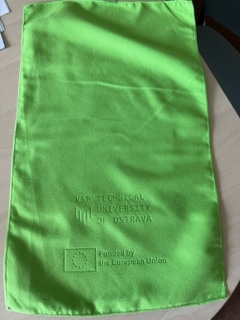 VSB TECHNICAL
UNIVERSITY
OF OSTRAVA
Funded by
the European Union